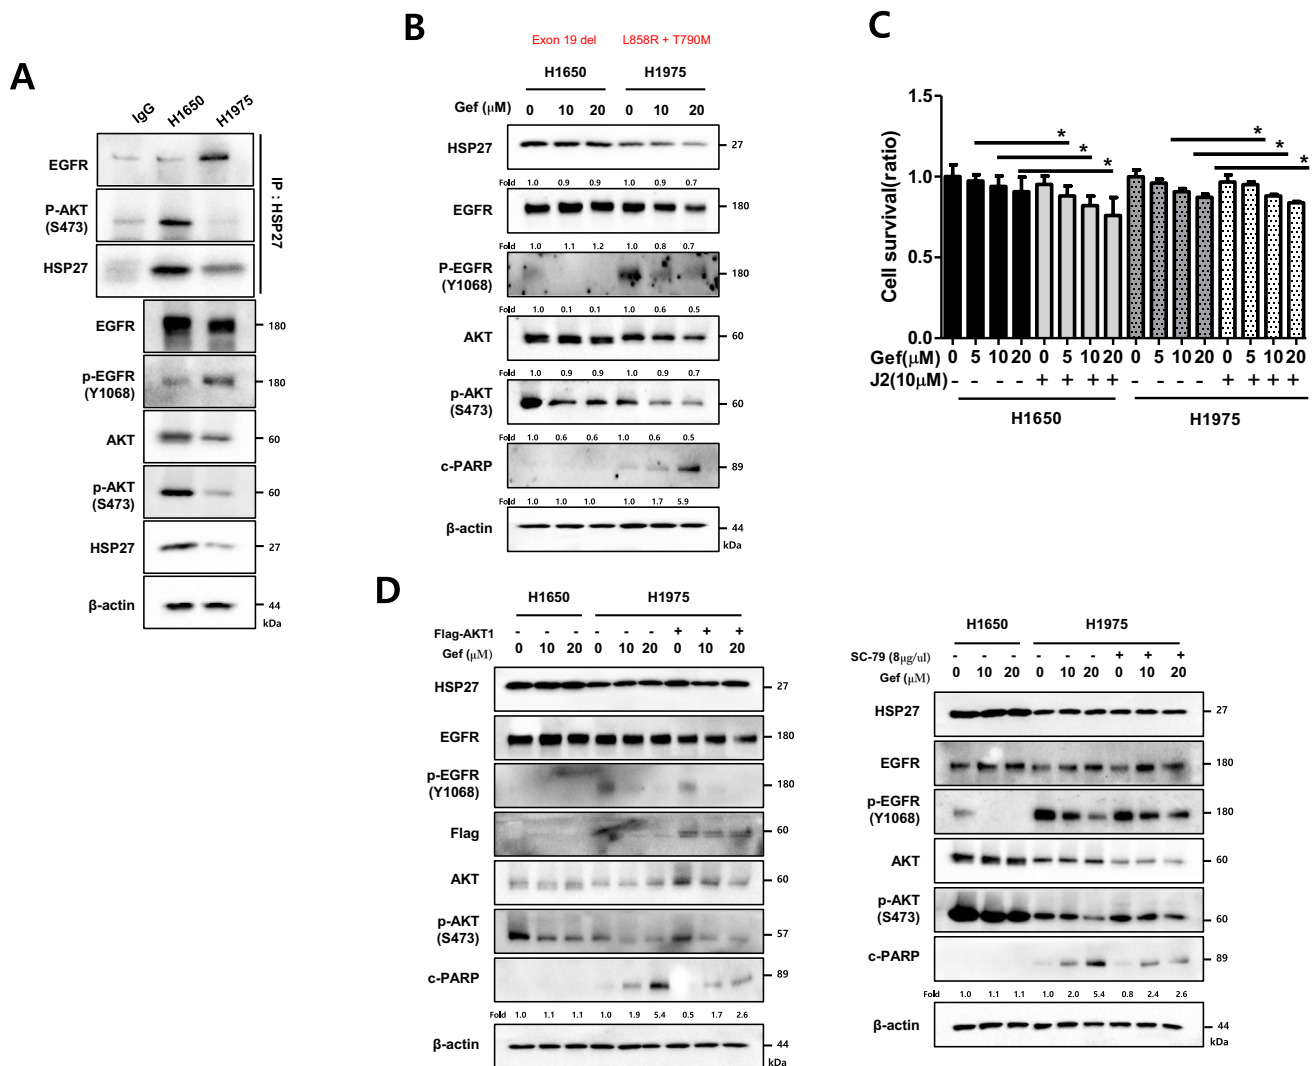 A
IgG H1650 H1975
EGFR
P-AKT
(S473)
HSP27
IP : HSP27
EGFR 180
p-EGFR
(Y1068) 180
AKT 60
p-AKT
(S473) 60
HSP27 27
β-actin 44
kDa
B
Exon 19 del L858R + T790M
H1650 H1975
Gef (μM) 0 10 20 0 10 20
HSP27 27
Fold 1.0 0.9 0.9 1.0 0.9 0.7
EGFR 180
Fold 1.0 1.1 1.2 1.0 0.8 0.7
P-EGFR
(Y1068) 180
Fold 1.0 0.1 0.1 1.0 0.6 0.5
AKT 60
Fold 1.0 0.9 0.9 1.0 0.9 0.7
p-AKT
(S473) 60
Fold 1.0 0.6 0.6 1.0 0.6 0.5
c-PARP 89
Fold 1.0 1.0 1.0 1.0 1.7 5.9
β-actin 44
kDa
C
Cell survival(ratio)
1.5
1.0
0.5
0.0
* * * * * *
Gef(μM) 0 5 10 20 0 5 10 20 0 5 10 20 0 5 10 20
J2(10μM) - - - - + + + + - - - - + + + +
H1650 H1975
D
H1650 H1975
Flag-AKT1 - - - - - - + + +
Gef (μM) 0 10 20 0 10 20 0 10 20
HSP27 27
EGFR 180
p-EGFR
(Y1068) 180
Flag 60
AKT 60
p-AKT
(S473) 57
c-PARP 89
Fold 1.0 1.1 1.1 1.0 1.9 5.4 0.5 1.7 2.6
β-actin 44
kDa
H1650 H1975
SC-79 (8μg/ul) - - - - - - + + +
Gef (μM) 0 10 20 0 10 20 0 10 20
HSP27 27
EGFR 180
p-EGFR
(Y1068) 180
AKT 60
p-AKT
(S473) 60
c-PARP 89
Fold 1.0 1.1 1.1 1.0 2.0 5.4 0.8 2.4 2.6
β-actin 44
kDa